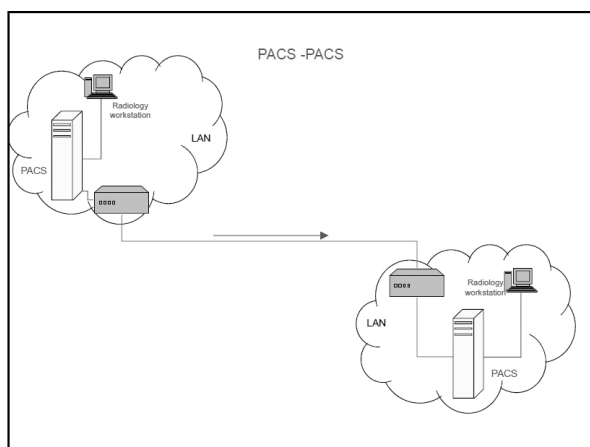 PACS -PACS
Radiology
workstation
LAN
PACS
Radiology
workstation
LAN
PACS